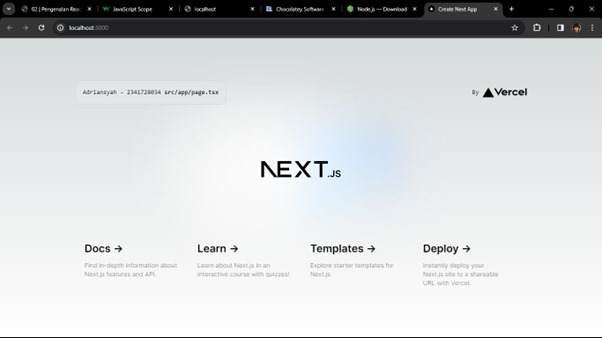 02 | Pengenalan Reac
JavaScript Scope
localhost
Chocolatey Software
Node.js — Download
Create Next App
localhost:3000
Adriansyah - 2341728034 src/app/page.tsx
By Vercel
NEXT.JS
Docs →
Find in-depth information about
Next.js features and API.
Learn →
Learn about Next.js in an
interactive course with quizzes!
Templates →
Explore starter templates for
Next.js.
Deploy →
Instantly deploy your
Next.js site to a shareable
URL with Vercel.